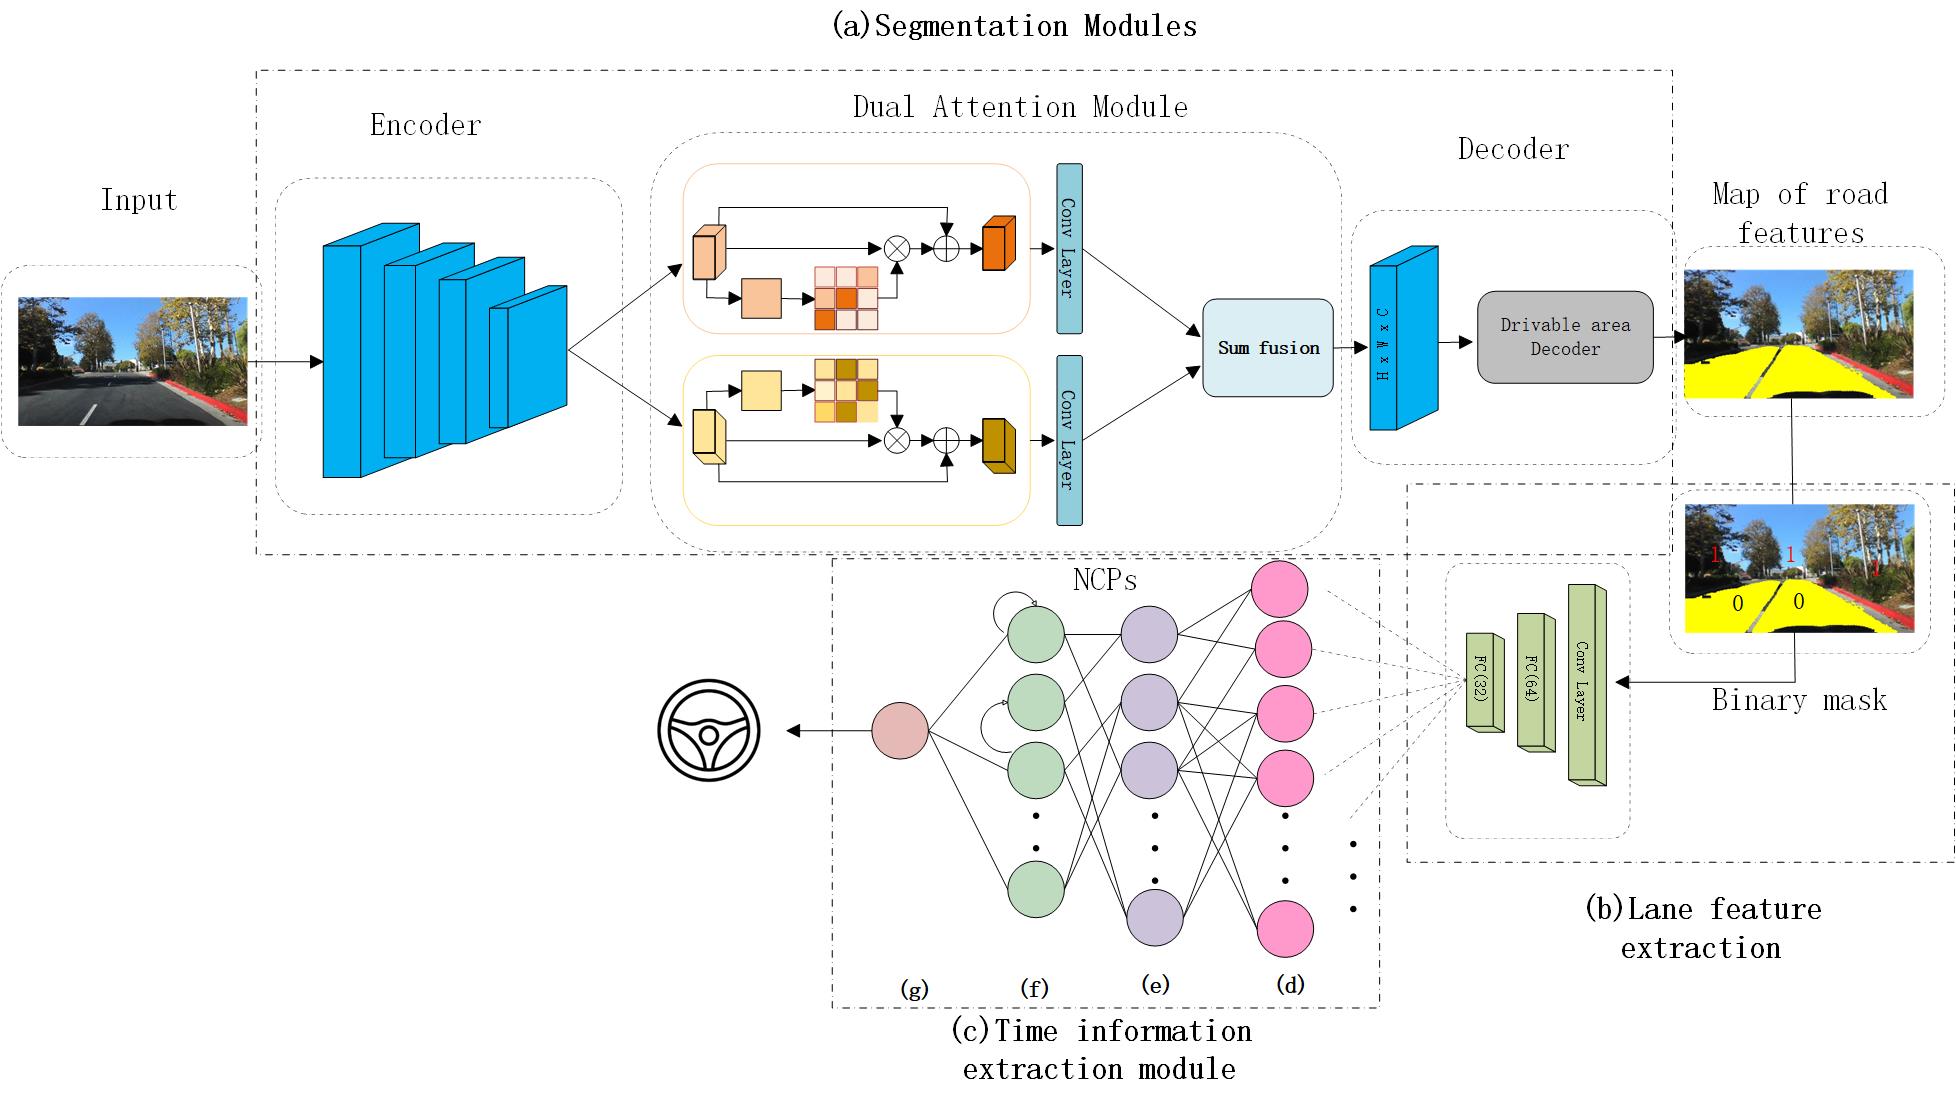 (a)Segmentation Modules
Dual Attention Module
Encoder
Decoder
Input
Map of road
features
Conv Layer
Conv Layer
Sum fusion
C x W x H
Drivable area
Decoder
1
1
1
0
0
Binary mask
NCPs
FC(32)
FC(64)
Conv Layer
(b)Lane feature
extraction
(g)
(f)
(e)
(d)
(c)Time information
extraction module